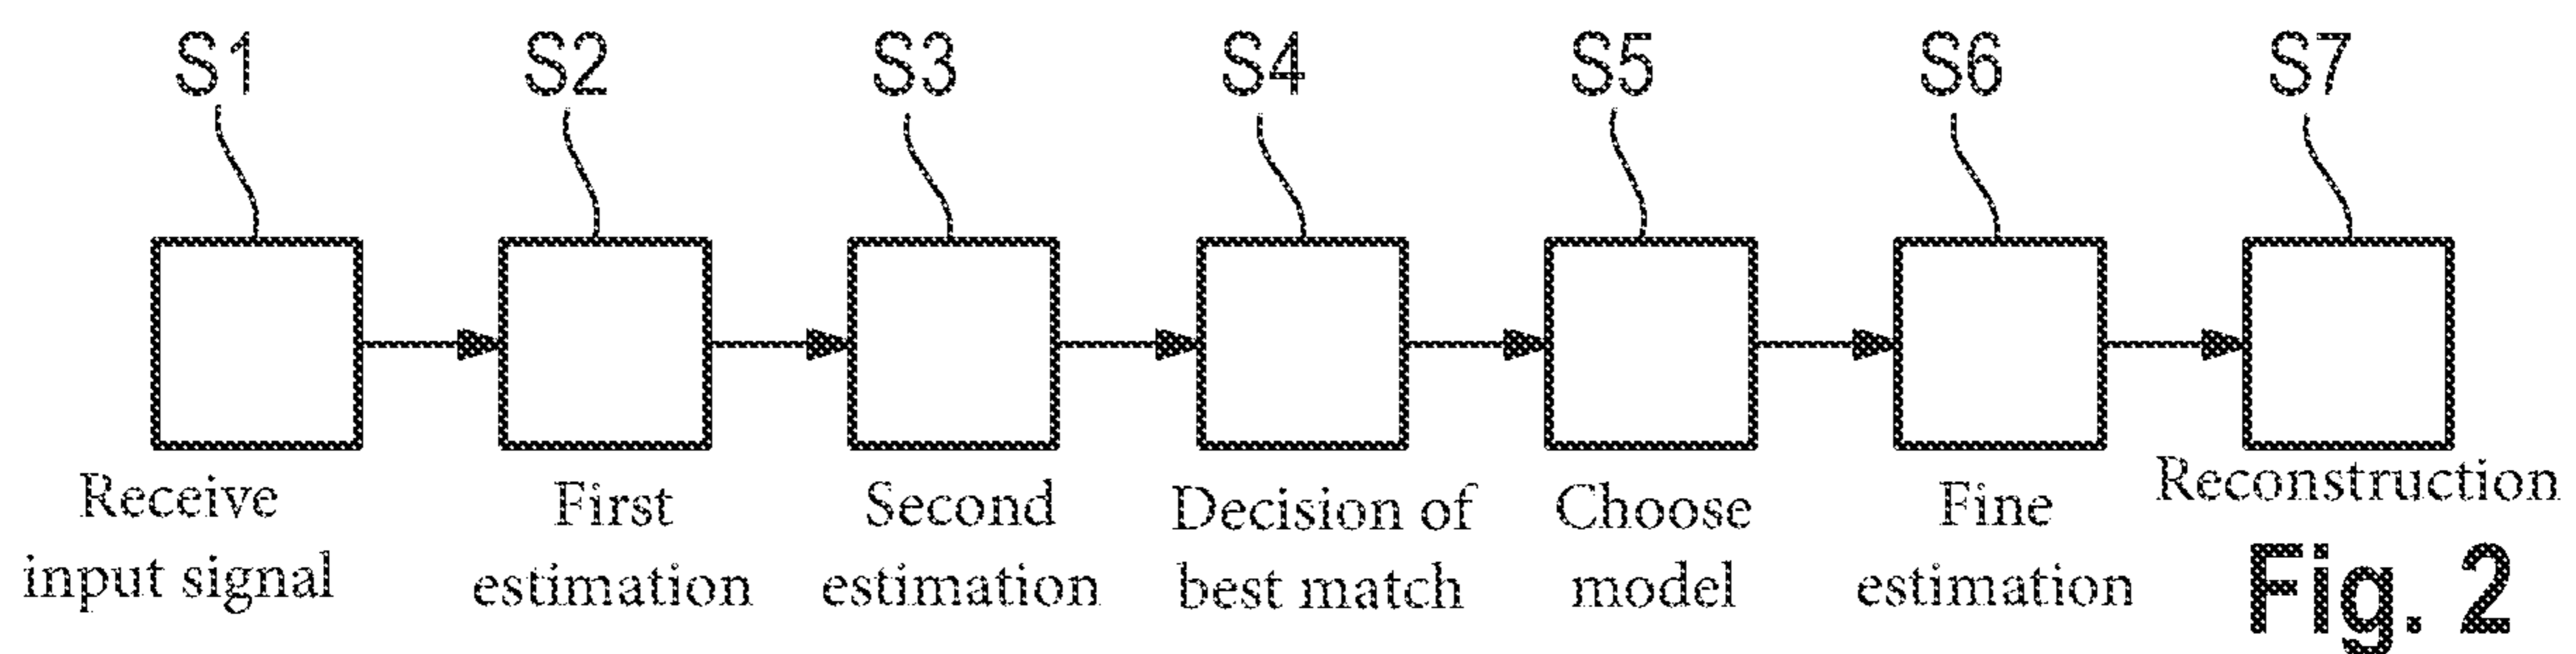 S1 S2 S3 S4 S5 S6 S7
Receive
input signal
First
estimation
Second
estimation
Decision of
best match
Choose
model
Fine
estimation
Reconstruction
Fig. 2